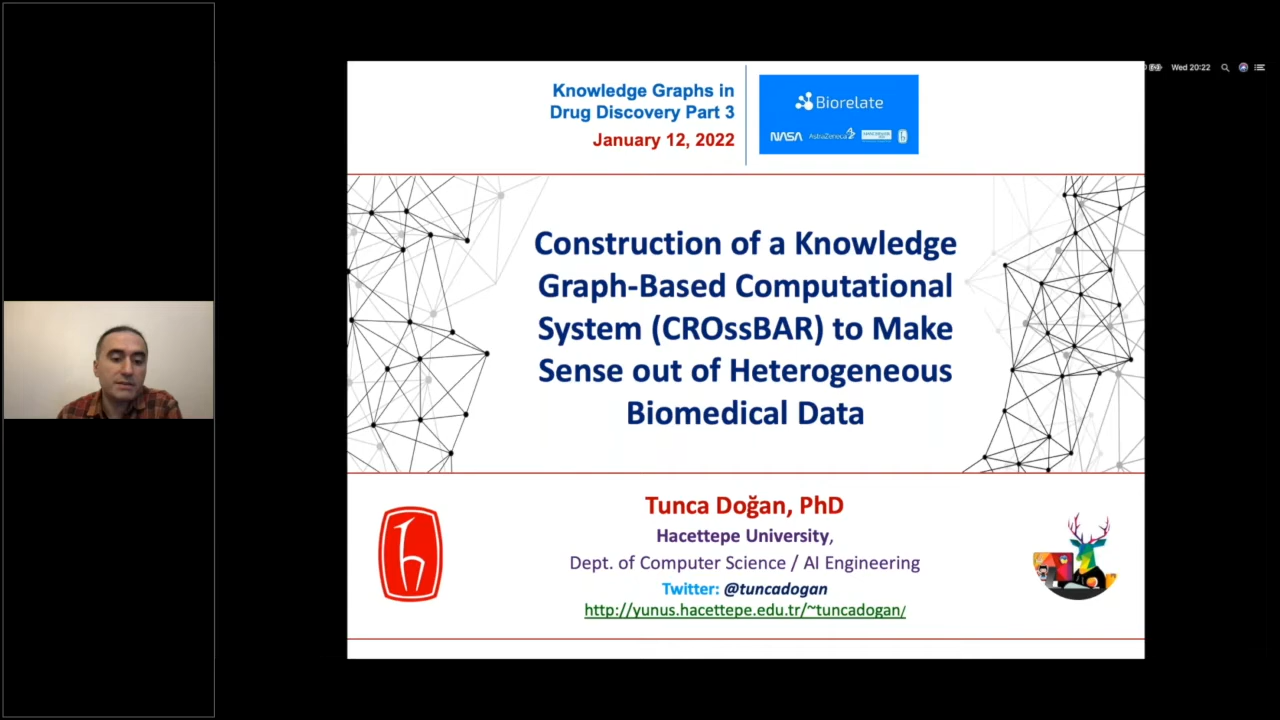 Wed 20:22
Knowledge Graphs in
Drug Discovery Part 3
January 12, 2022
Biorelate
NASA AstraZeneca
Construction of a Knowledge
Graph-Based Computational
System (CROssBAR) to Make
Sense out of Heterogeneous
Biomedical Data
Tunca Doğan, PhD
Hacettepe University,
Dept. of Computer Science / AI Engineering
Twitter: @tuncadogan
http://yunus.hacettepe.edu.tr/~tuncadogan/